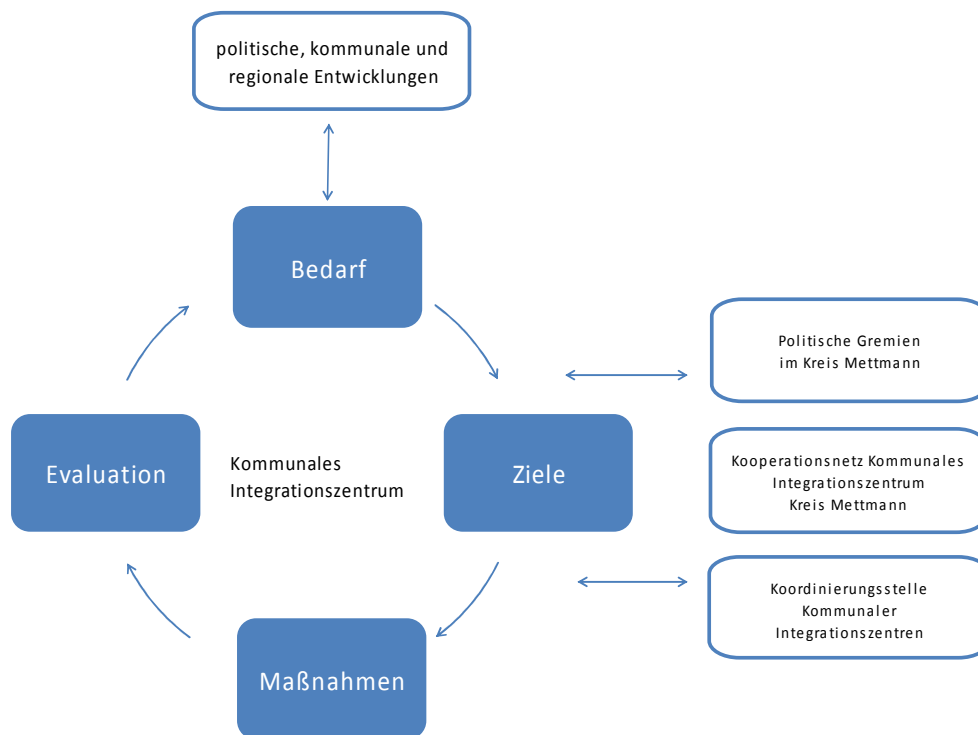 politische, kommunale und
regionale Entwicklungen
Bedarf
Politische Gremien
im Kreis Mettmann
Evaluation
Kommunales
Integrationszentrum
Ziele
Kooperationsnetz Kommunales
Integrationszentrum
Kreis Mettmann
Koordinierungsstelle
Kommunaler
Integrationszentren
Maßnahmen